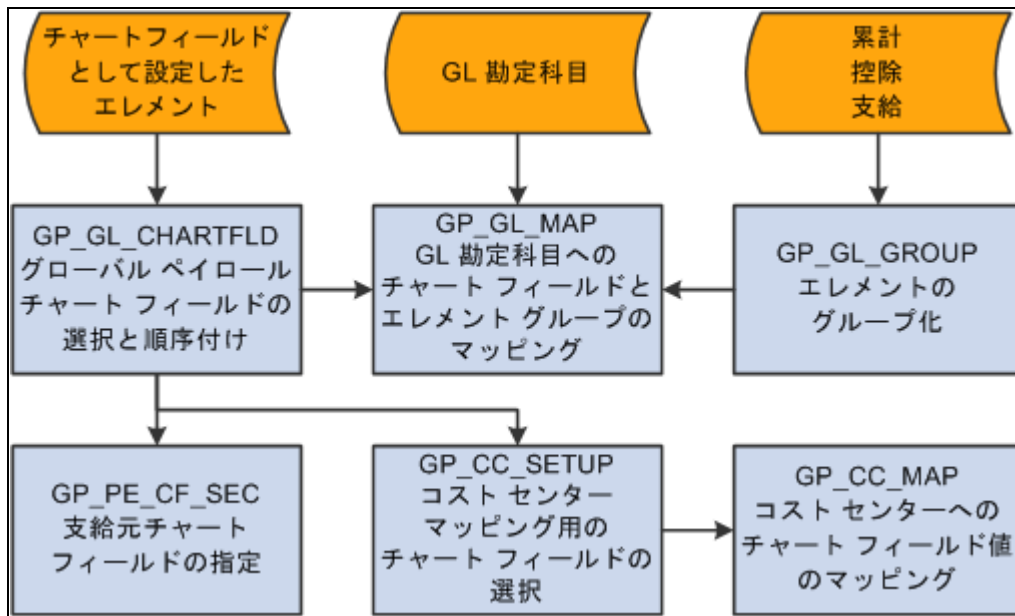 チャートフィールド
として設定した
エレメント
GL 勘定科目
累計
控除
支給
GP_GL_CHARTFLD
グローバル ペイロール
チャート フィールドの
選択と順序付け
GP_GL_MAP
GL 勘定科目への
チャート フィールドと
エレメント グループの
マッピング
GP_GL_GROUP
エレメントの
グループ化
GP_PE_CF_SEC
支給元チャート
フィールドの指定
GP_CC_SETUP
コスト センター
マッピング用の
チャート フィールドの
選択
GP_CC_MAP
コスト センターへの
チャート フィールド値
のマッピング